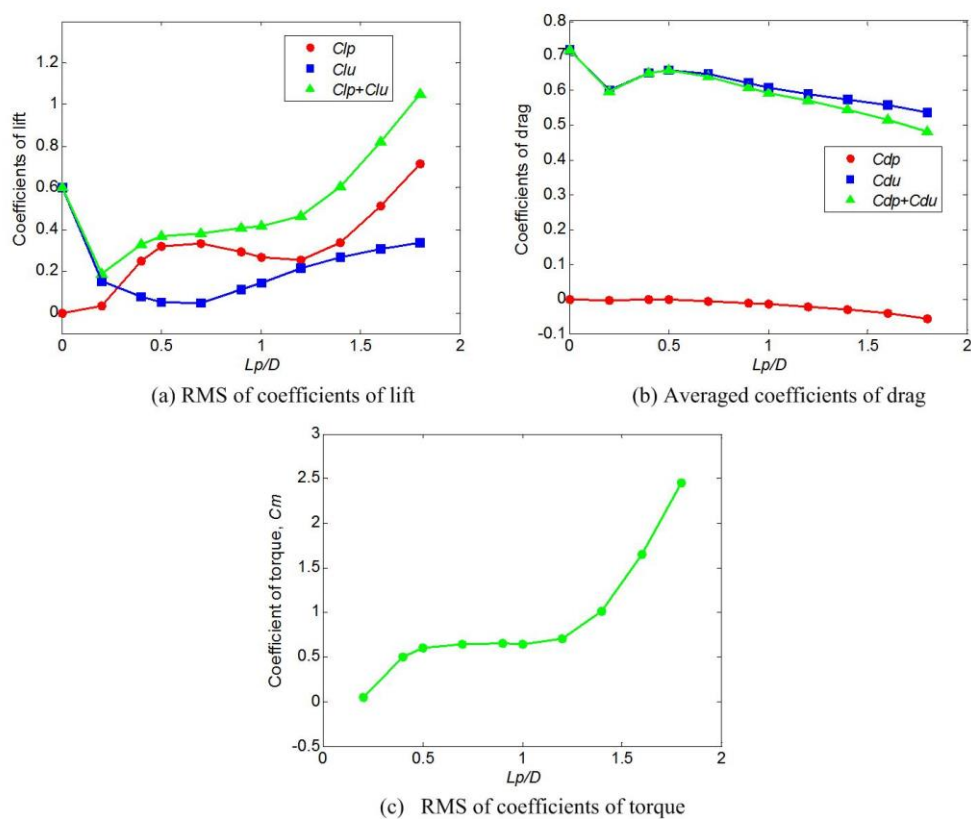 1.2
1
0.8
0.6
0.4
0.2
0
Coefficients of lift
Clp
Clu
Clp+Clu
0 0.5 1 1.5 2
Lp/D
(a) RMS of coefficients of lift
0.8
0.7
0.6
0.5
0.4
0.3
0.2
0.1
0
-0.1
Coefficients of drag
Cdp
Cdu
Cdp+Cdu
0 0.5 1 1.5 2
Lp/D
(b) Averaged coefficients of drag
3
2.5
2
1.5
1
0.5
0
-0.5
Coefficient of torque, Cm
0 0.5 1 1.5 2
Lp/D
(c) RMS of coefficients of torque